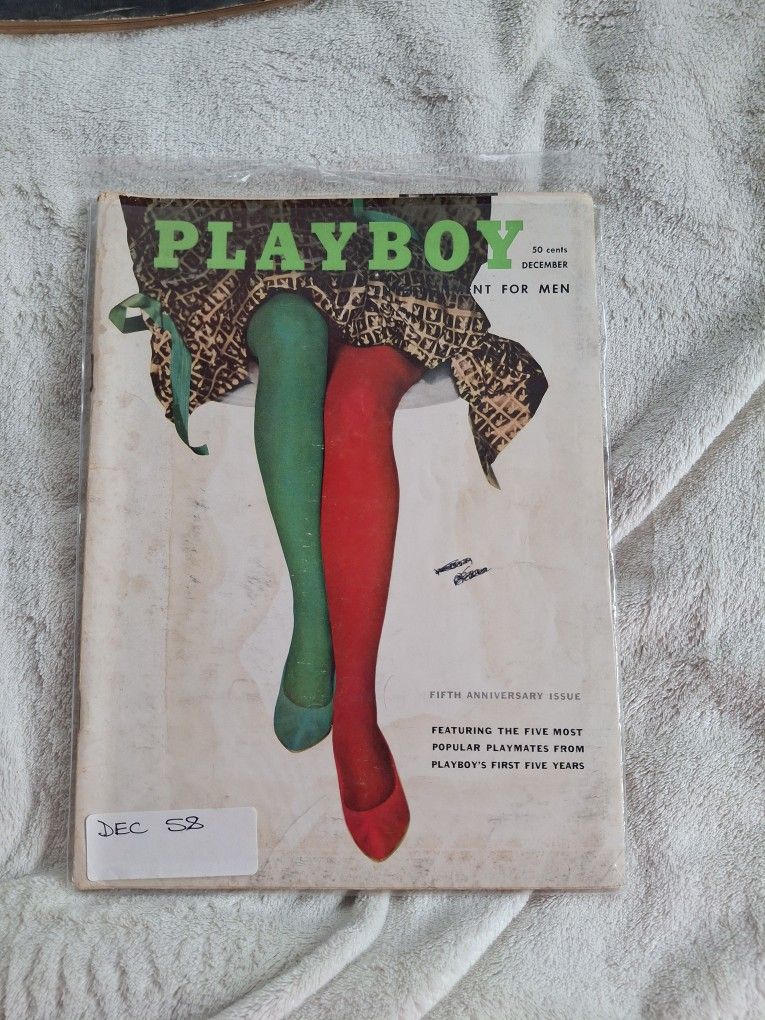 PLAYBOY
50 cents
DECEMBER
FOR MEN
FIFTH ANNIVERSARY ISSUE
FEATURING THE FIVE MOST
POPULAR PLAYMATES FROM
PLAYBOY'S FIRST FIVE YEARS
DEC 58